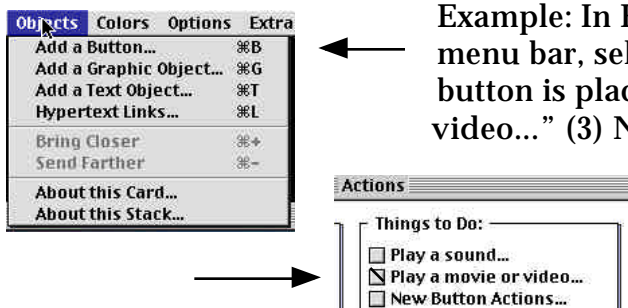 Objects Colors Options Extra
Add a Button... ⌘B
Add a Graphic Object... ⌘G
Add a Text Object... ⌘T
Hypertext Links... ⌘L
Bring Closer ⌘+
Send Farther ⌘-
About this Card...
About this Stack...
Example: In
menu bar, sel
button is plac
video..." (3) N
Actions
Things to Do:
Play a sound...
Play a movie or video...
New Button Actions...